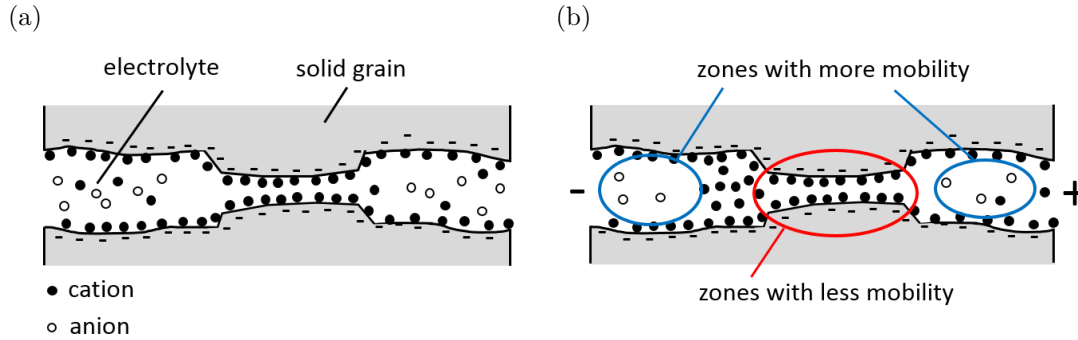 (a)
electrolyte
solid grain
cation
anion
(b)
zones with more mobility
-
+
zones with less mobility